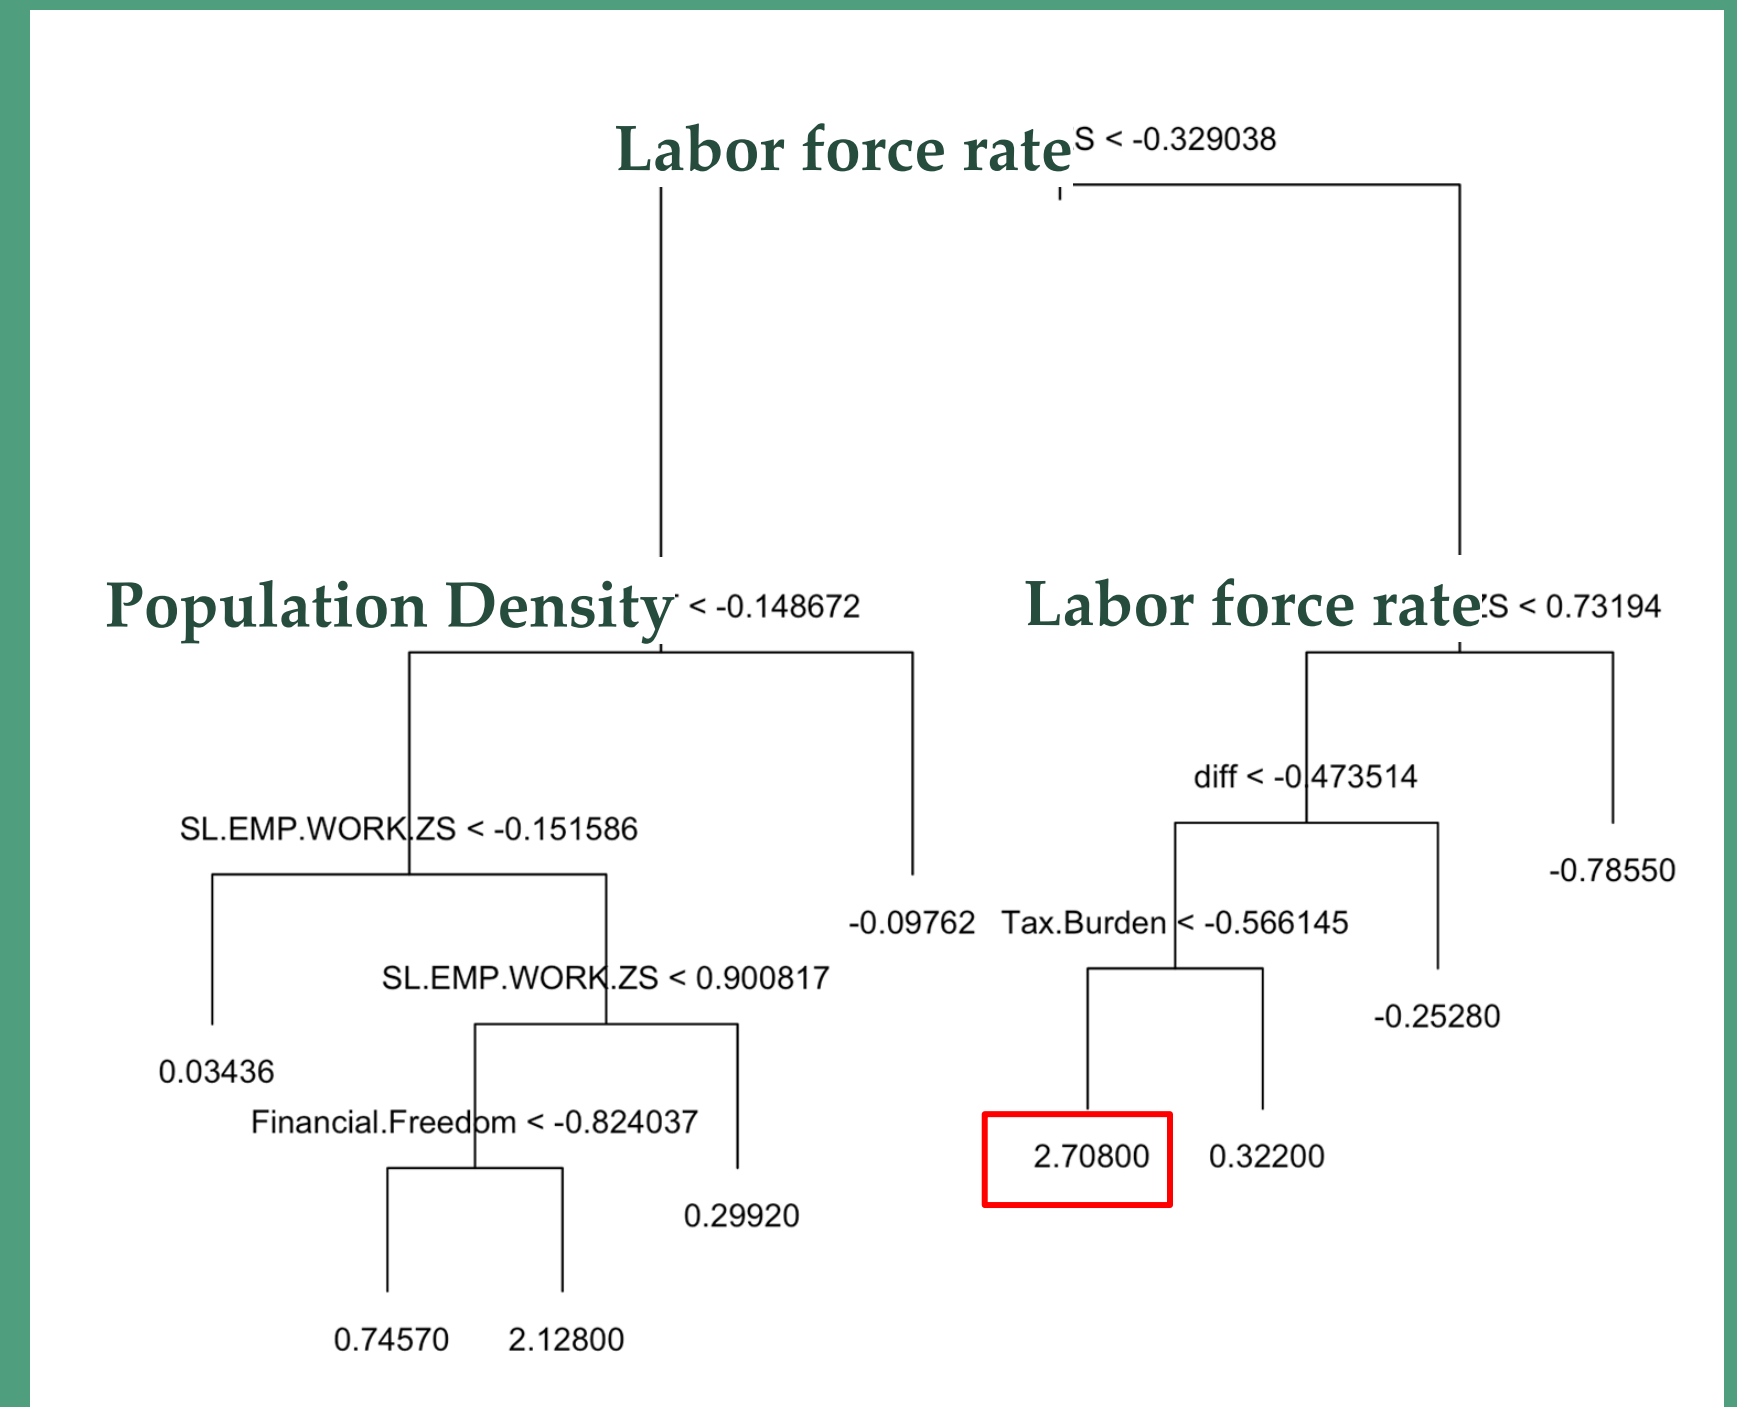 Labor force rate S < -0.329038
Population Density < -0.148672
Labor force rate ZS < 0.73194
diff < -0.473514
SL.EMP.WORK.ZS < -0.151586
-0.78550
-0.09762
Tax.Burden < -0.566145
SL.EMP.WORK.ZS < 0.900817
-0.25280
0.03436
Financial.Freedom < -0.824037
2.70800
0.32200
0.29920
0.74570
2.12800